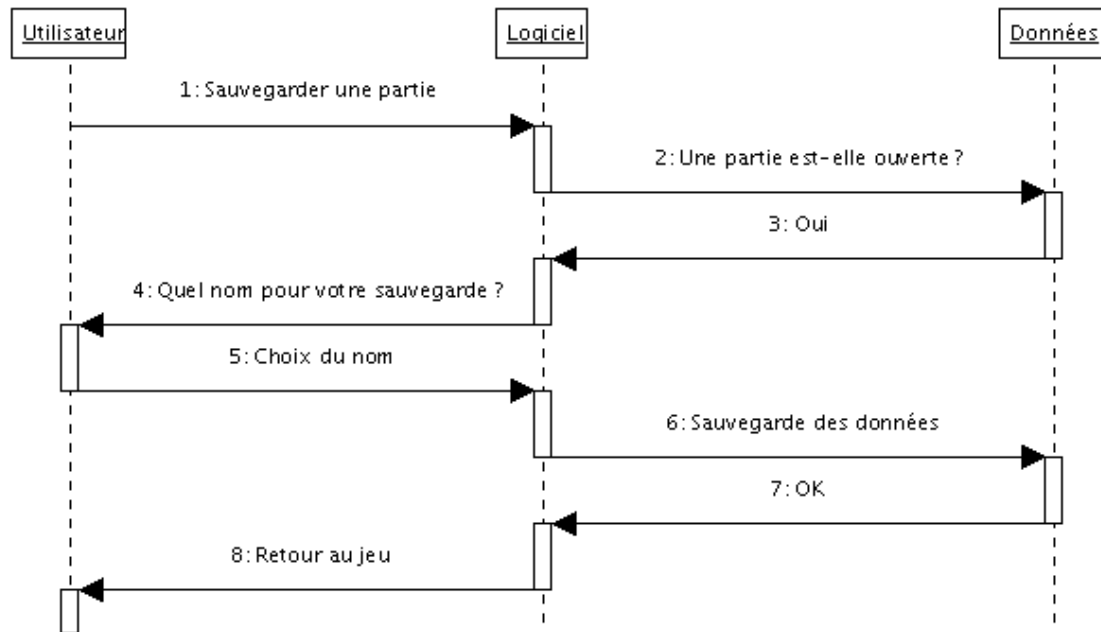 Utilisateur
Logiciel
Données
1: Sauvegarder une partie
2: Une partie est-elle ouverte ?
3: Oui
4: Quel nom pour votre sauvegarde ?
5: Choix du nom
6: Sauvegarde des données
7: OK
8: Retour au jeu